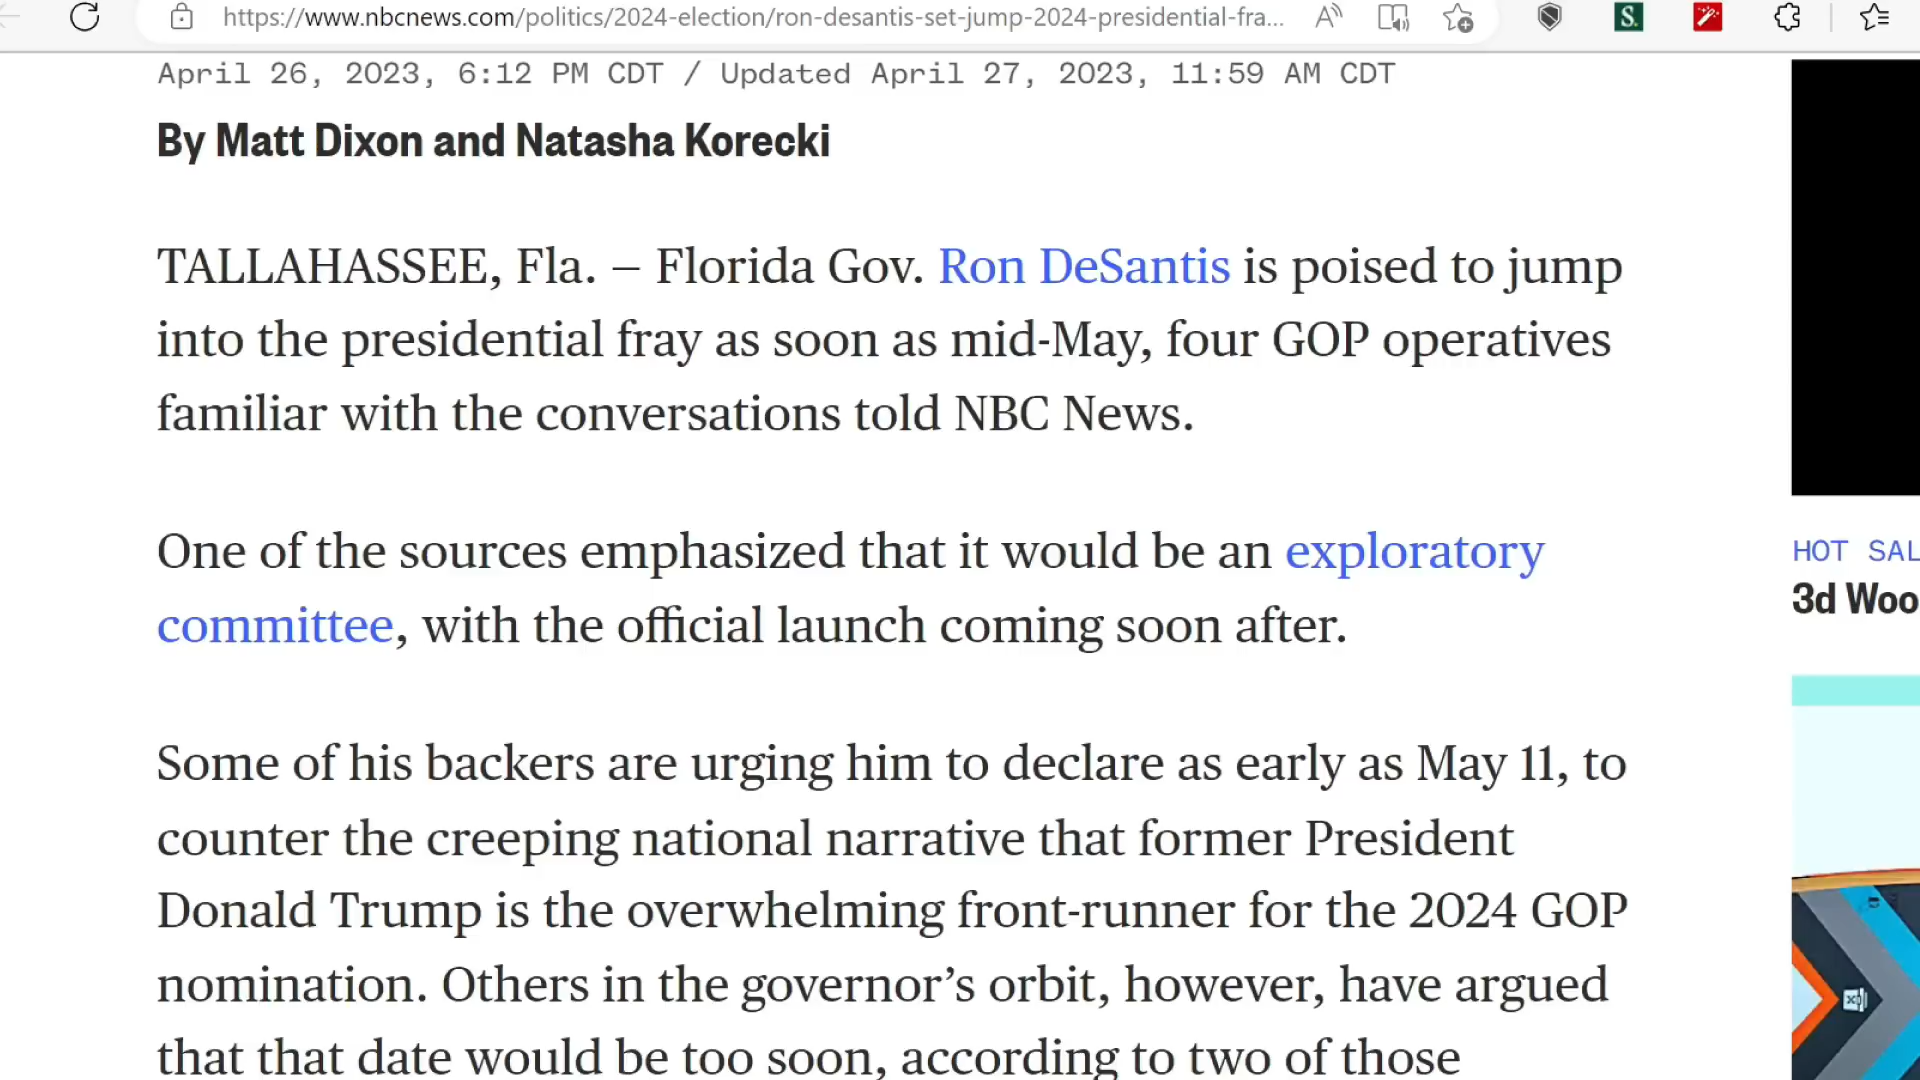 https://www.nbcnews.com/politics/2024-election/ron-desantis-set-jump-2024-presidential-fra...
S.
April 26, 2023, 6:12 PM CDT / Updated April 27, 2023, 11:59 AM CDT
By Matt Dixon and Natasha Korecki
TALLAHASSEE, Fla. — Florida Gov. Ron DeSantis is poised to jump
into the presidential fray as soon as mid-May, four GOP operatives
familiar with the conversations told NBC News.
One of the sources emphasized that it would be an exploratory
committee, with the official launch coming soon after.
HOT SAL
3d Woo
Some of his backers are urging him to declare as early as May 11, to
counter the creeping national narrative that former President
Donald Trump is the overwhelming front-runner for the 2024 GOP
nomination. Others in the governor’s orbit, however, have argued
that that date would be too soon, according to two of those